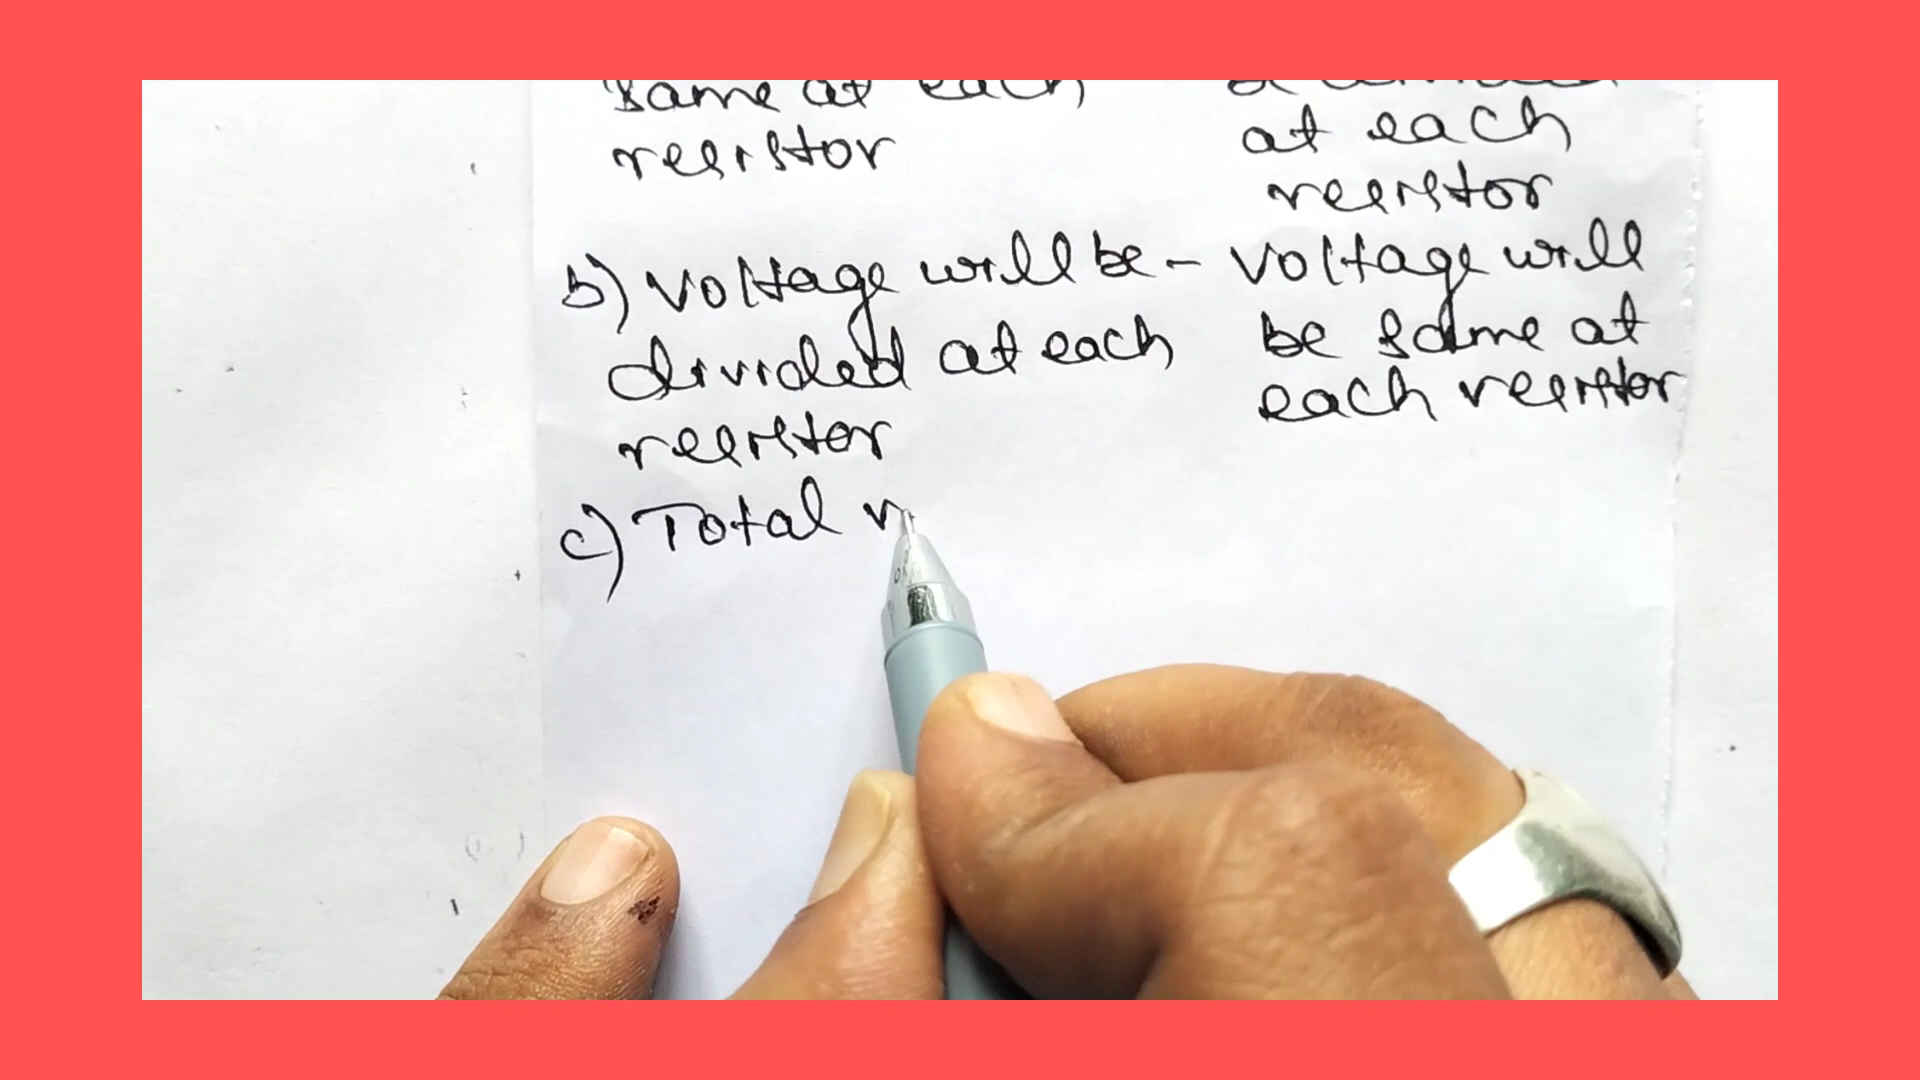 same at each
at each
resistor
resistor
b) voltage will be - voltage will
divided at each be same at
each resistor
resistor
c) Total r